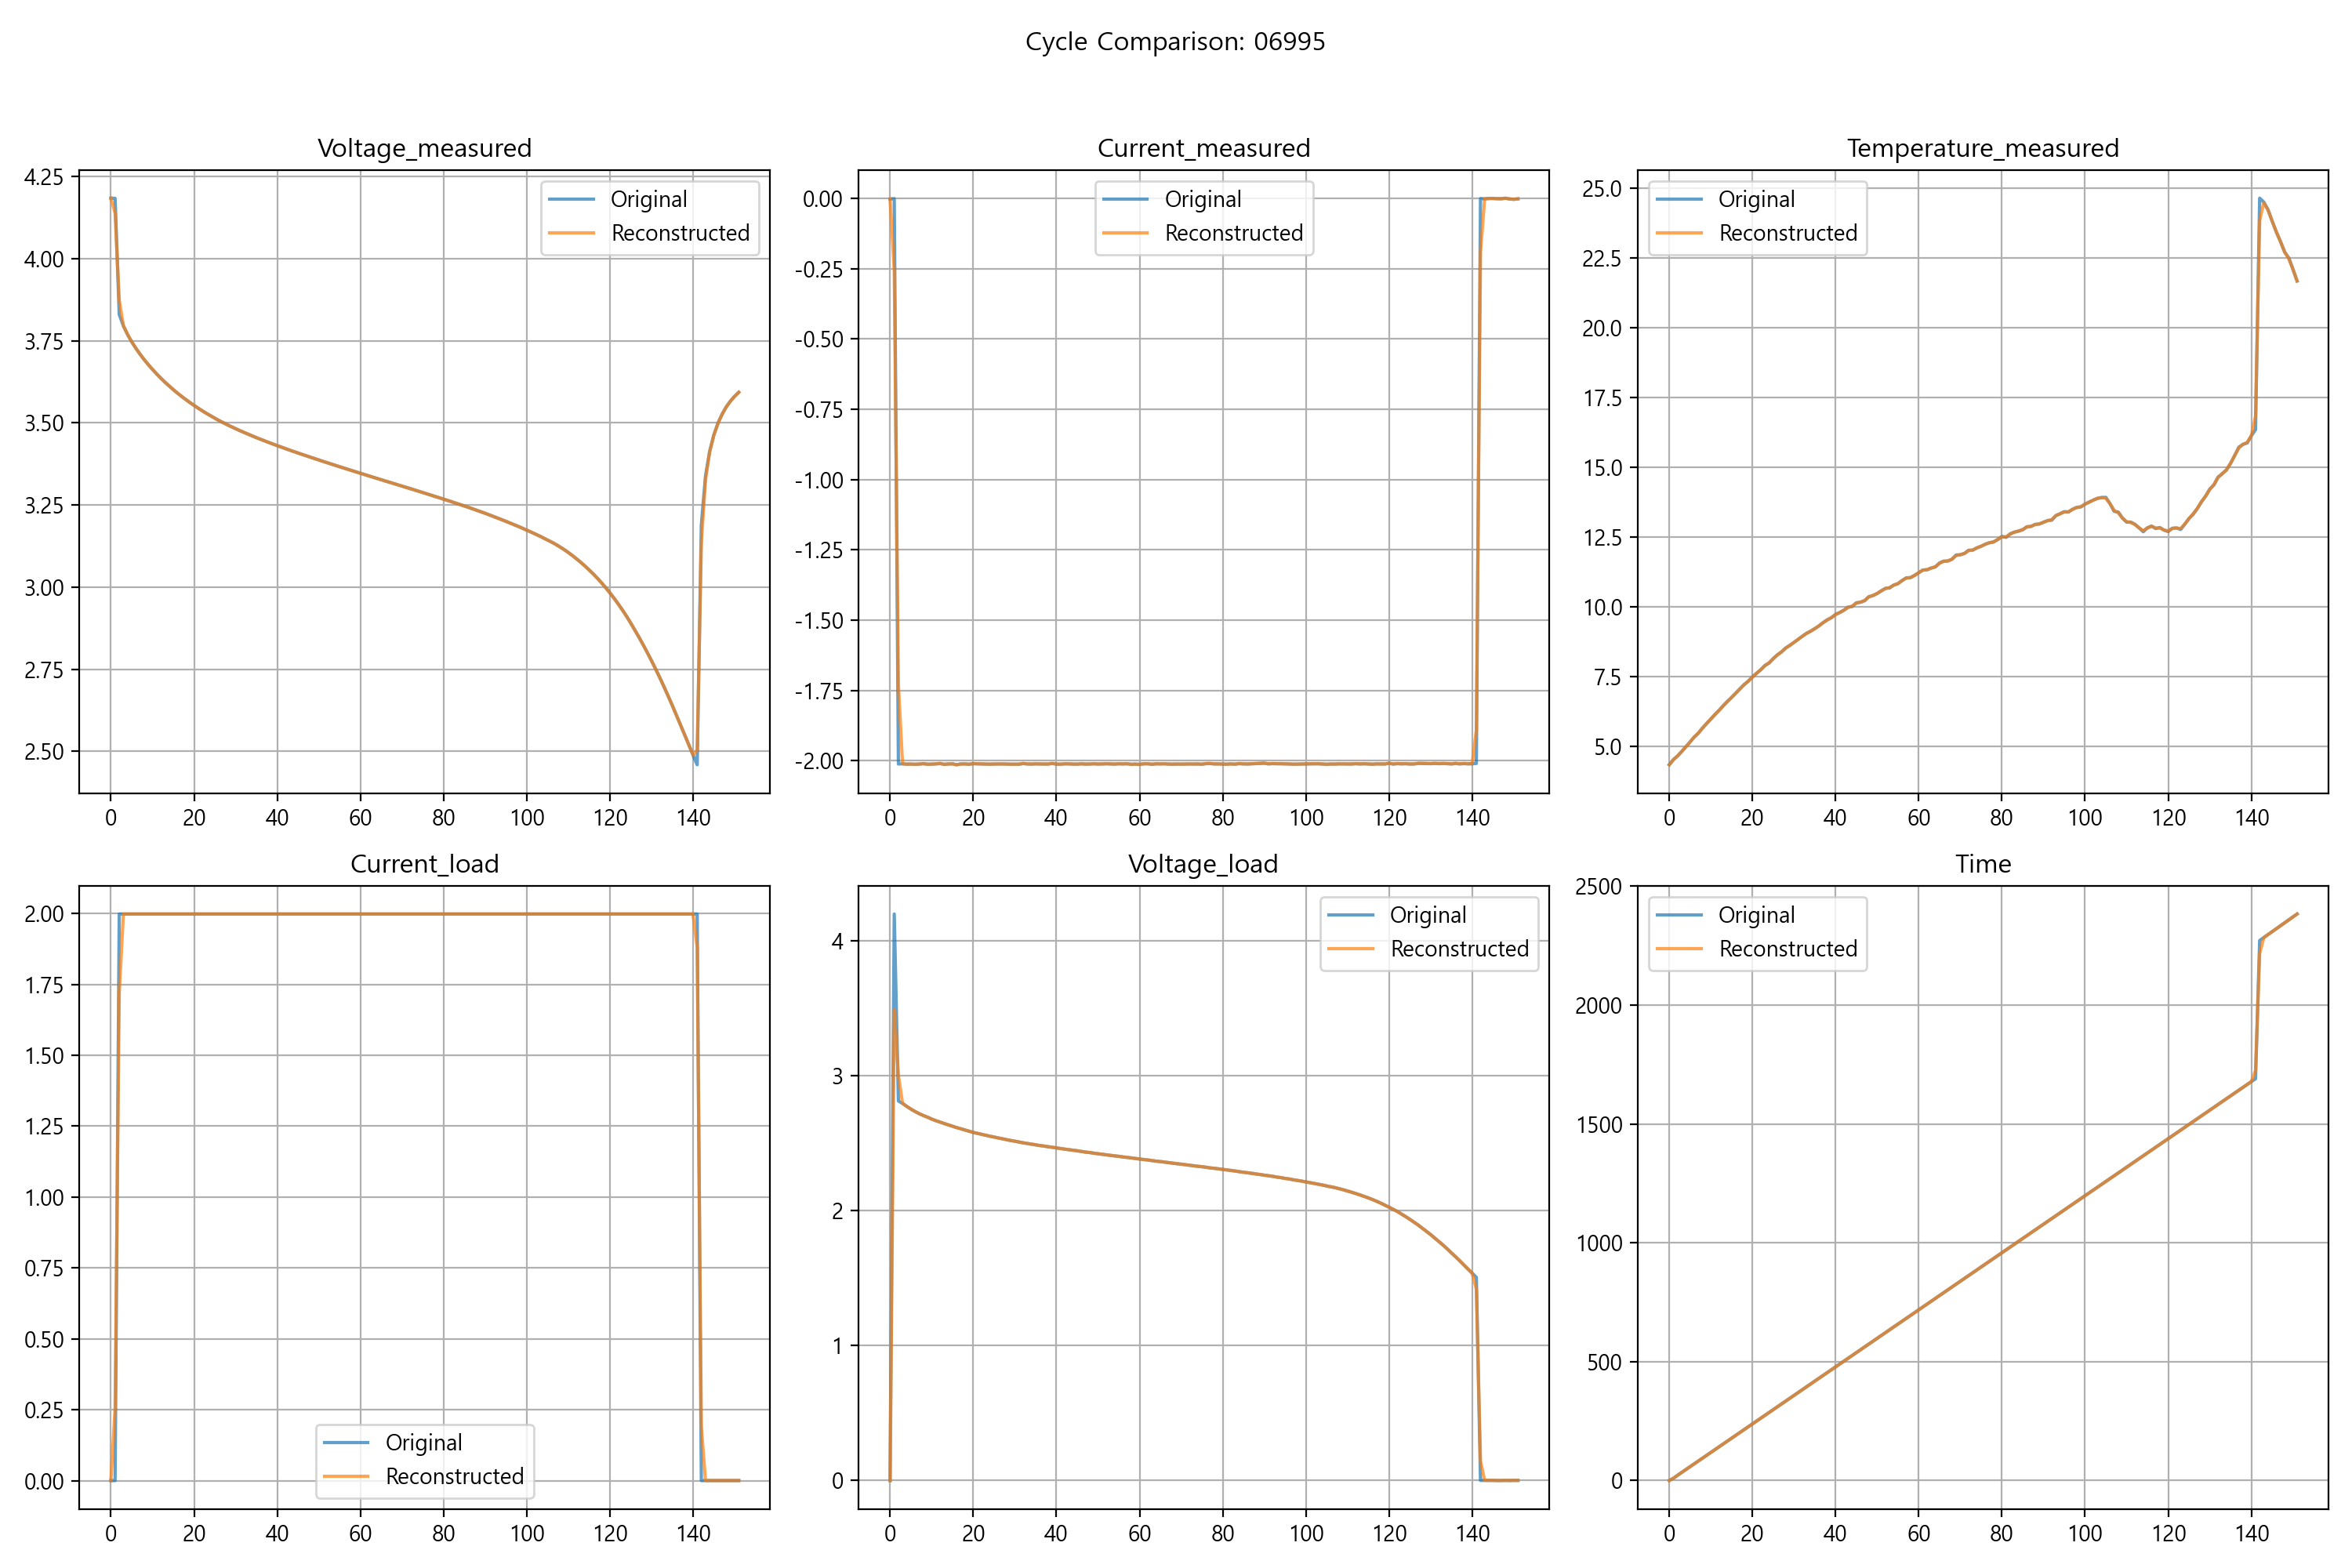 Cycle Comparison: 06995
Voltage_measured
4.25
4.00
3.75
3.50
3.25
3.00
2.75
2.50
0 20 40 60 80 100 120 140
Original
Reconstructed
Current_measured
0.00
-0.25
-0.50
-0.75
-1.00
-1.25
-1.50
-1.75
-2.00
0 20 40 60 80 100 120 140
Original
Reconstructed
Temperature_measured
25.0
22.5
20.0
17.5
15.0
12.5
10.0
7.5
5.0
0 20 40 60 80 100 120 140
Original
Reconstructed
Current_load
2.00
1.75
1.50
1.25
1.00
0.75
0.50
0.25
0.00
0 20 40 60 80 100 120 140
Original
Reconstructed
Voltage_load
4
3
2
1
0
0 20 40 60 80 100 120 140
Original
Reconstructed
Time
2500
2000
1500
1000
500
0
0 20 40 60 80 100 120 140
Original
Reconstructed